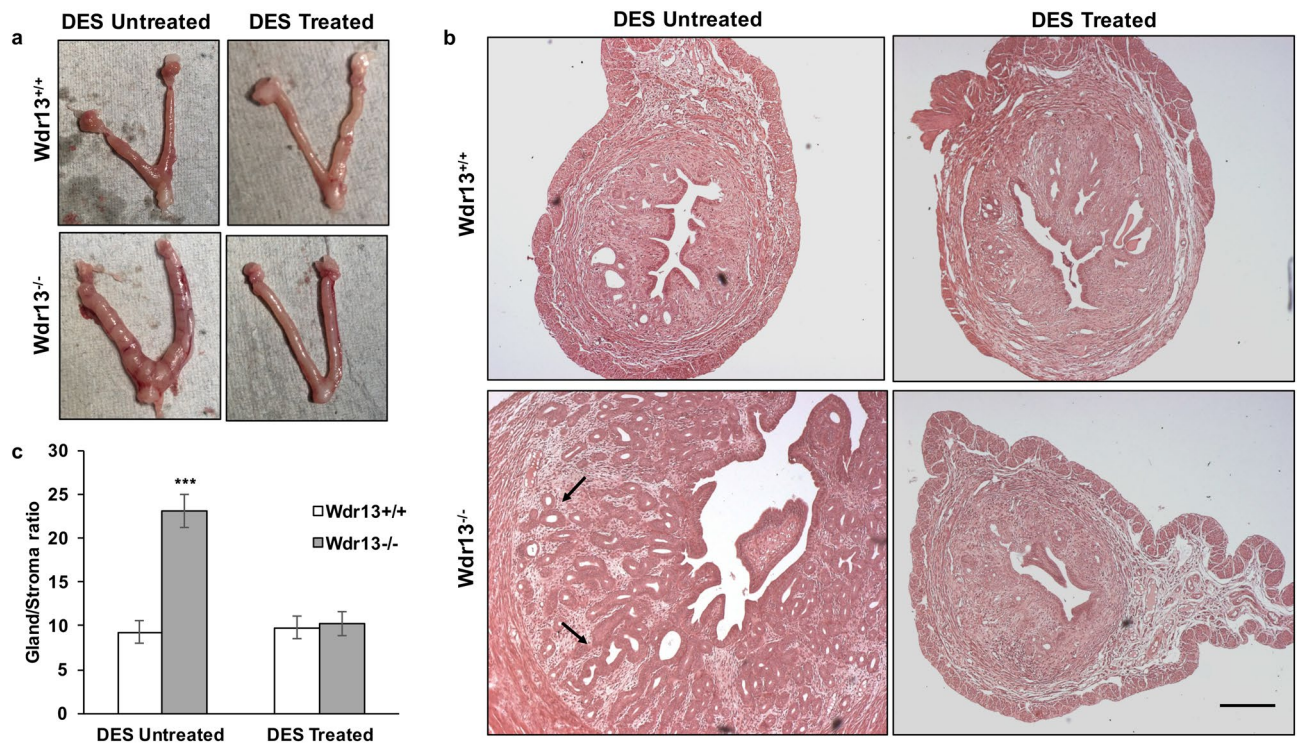 a
DES Untreated DES Treated
Wdr13+/+
Wdr13-/-
b
DES Untreated DES Treated
Wdr13+/+
Wdr13-/-
c
30
25
20
15
10
5
0
Gland/Stroma ratio
***
Wdr13+/+
Wdr13-/-
DES Untreated DES Treated